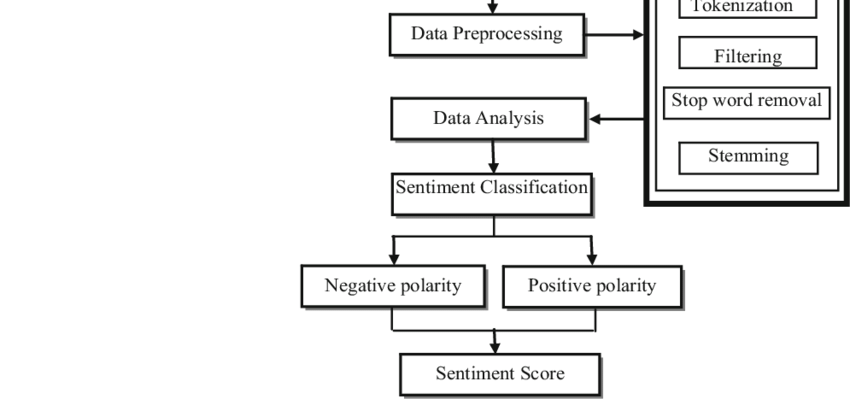 Tokenization
Data Preprocessing
Filtering
Stop word removal
Data Analysis
Stemming
Sentiment Classification
Negative polarity
Positive polarity
Sentiment Score